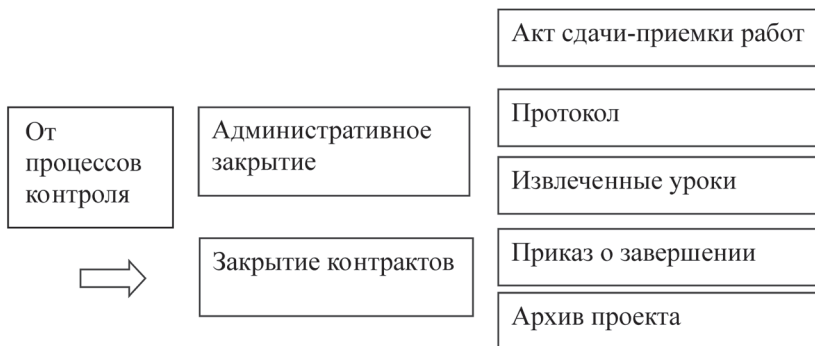 От
процессов
контроля
Административное
закрытие
Закрытие контрактов
Акт сдачи-приемки работ
Протокол
Извлеченные уроки
Приказ о завершении
Архив проекта